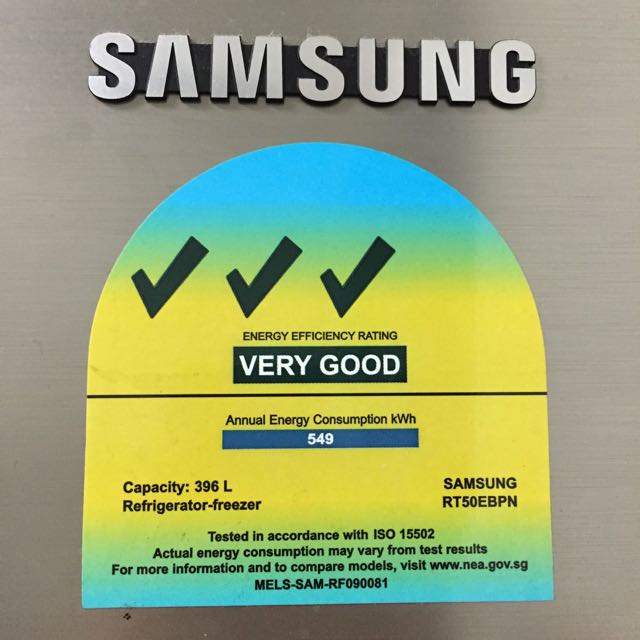 SAMSUNG
ENERGY EFFICIENCY RATING
VERY GOOD
Annual Energy Consumption kWh
549
Capacity: 396 L
Refrigerator-freezer
SAMSUNG
RT50EBPN
Tested in accordance with ISO 15502
Actual energy consumption may vary from test results
For more information and to compare models, visit www.nea.gov.sg
MELS-SAM-RF090081